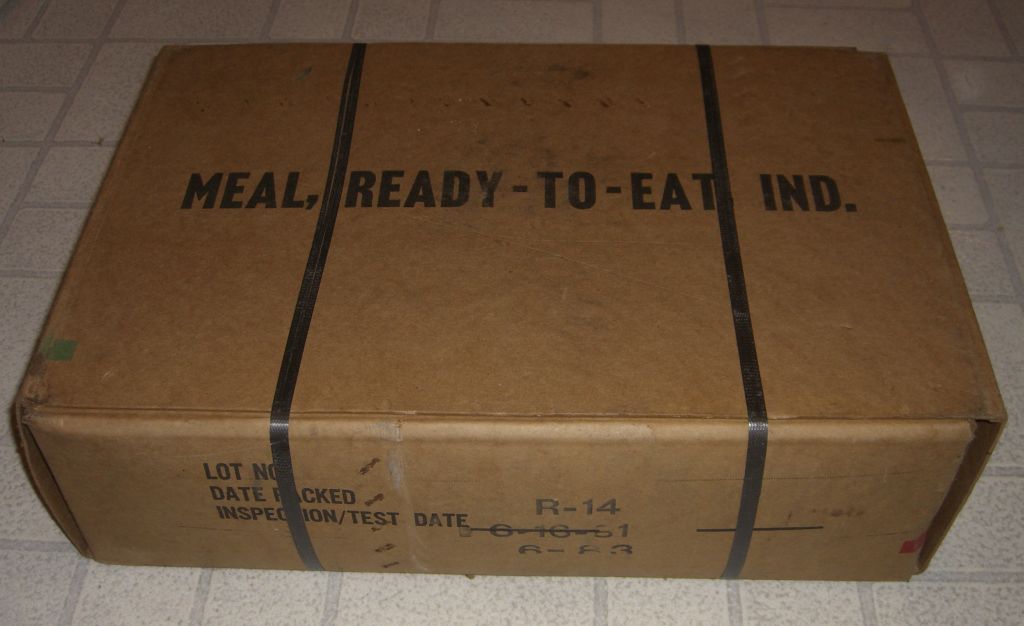 MEAL, READY-TO-EAT, IND.
LOT NO
DATE PACKED
INSPECTION/TEST DATE
R-14
6-16-81
6-83